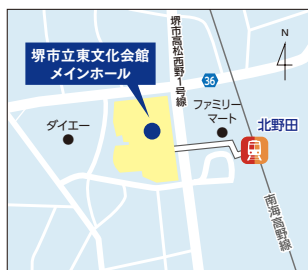 堺市立東文化会館
メインホール
堺市高松西野1号線
N
36
ファミリー
マート
ダイエー
北野田
南海高野線